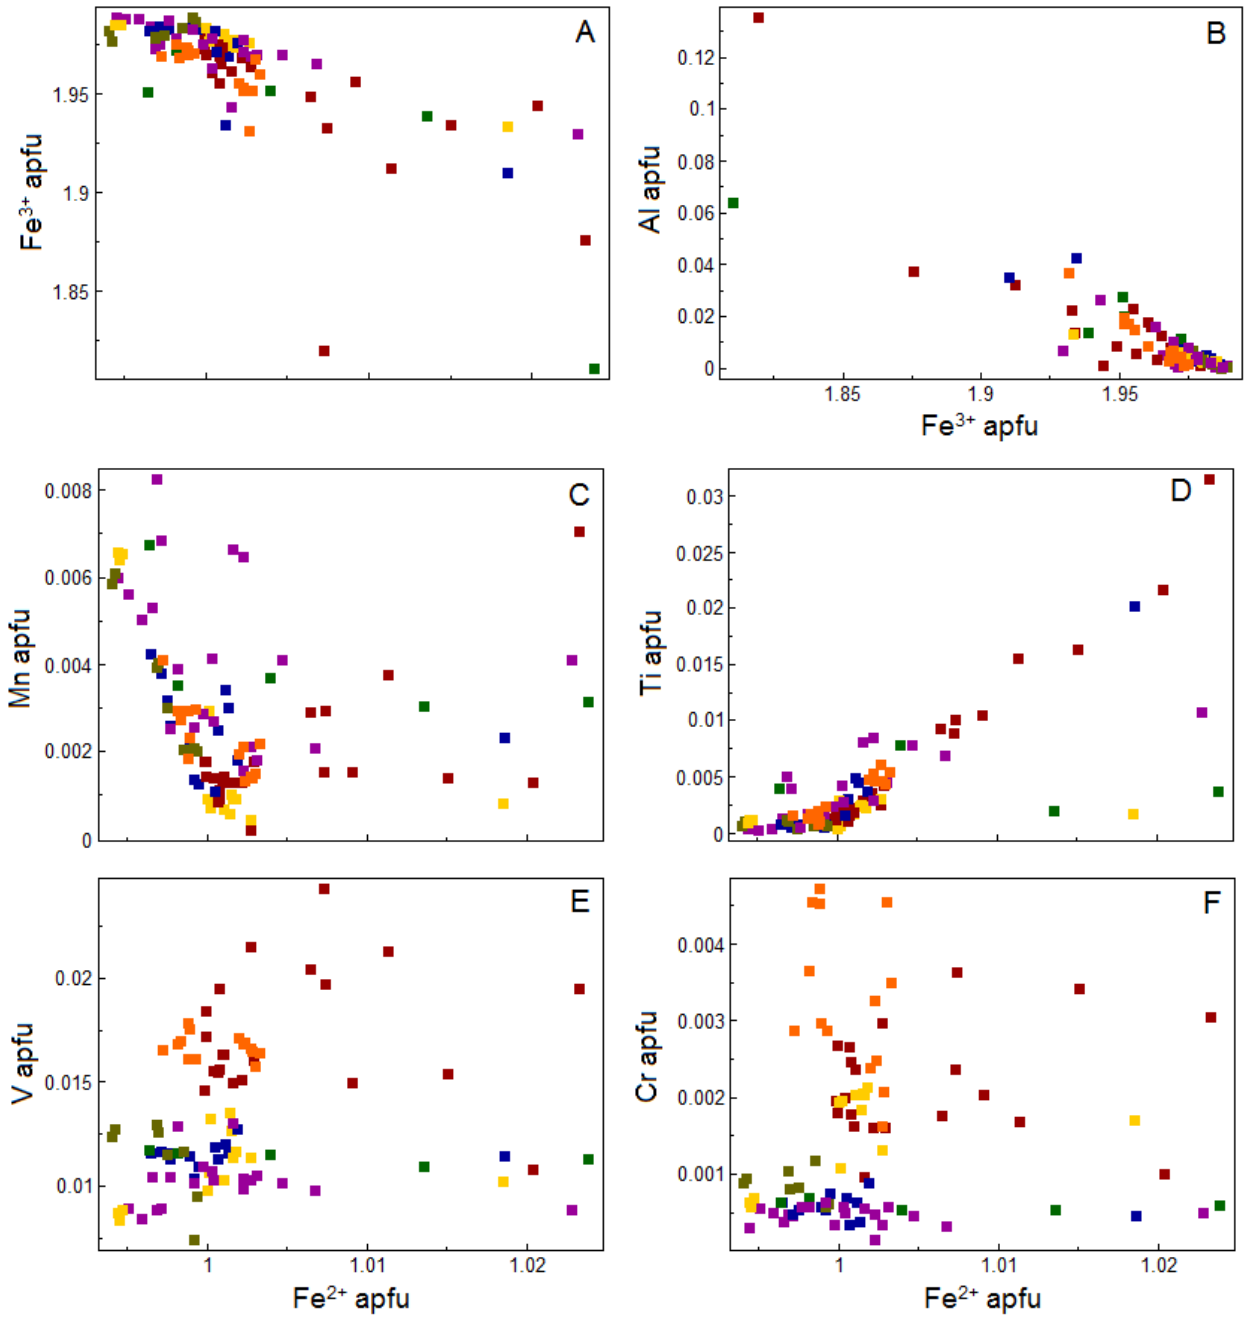 A
1.95
1.9
1.85
Fe³⁺ apfu
B
0.12
0.1
0.08
0.06
0.04
0.02
0
Al apfu
1.85 1.9 1.95
Fe³⁺ apfu
C
0.008
0.006
0.004
0.002
0
Mn apfu
D
0.03
0.025
0.02
0.015
0.01
0.005
0
Ti apfu
E
0.02
0.015
0.01
V apfu
1 1.01 1.02
Fe²⁺ apfu
F
0.004
0.003
0.002
0.001
Cr apfu
1 1.01 1.02
Fe²⁺ apfu